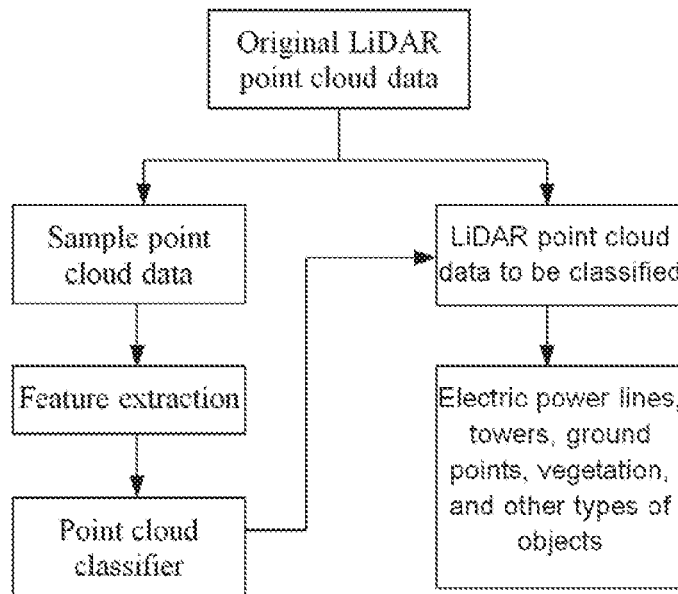 Original LiDAR
point cloud data
Sample point
cloud data
LiDAR point cloud
data to be classified
Feature extraction
Electric power lines,
towers, ground
points, vegetation,
and other types of
objects
Point cloud
classifier